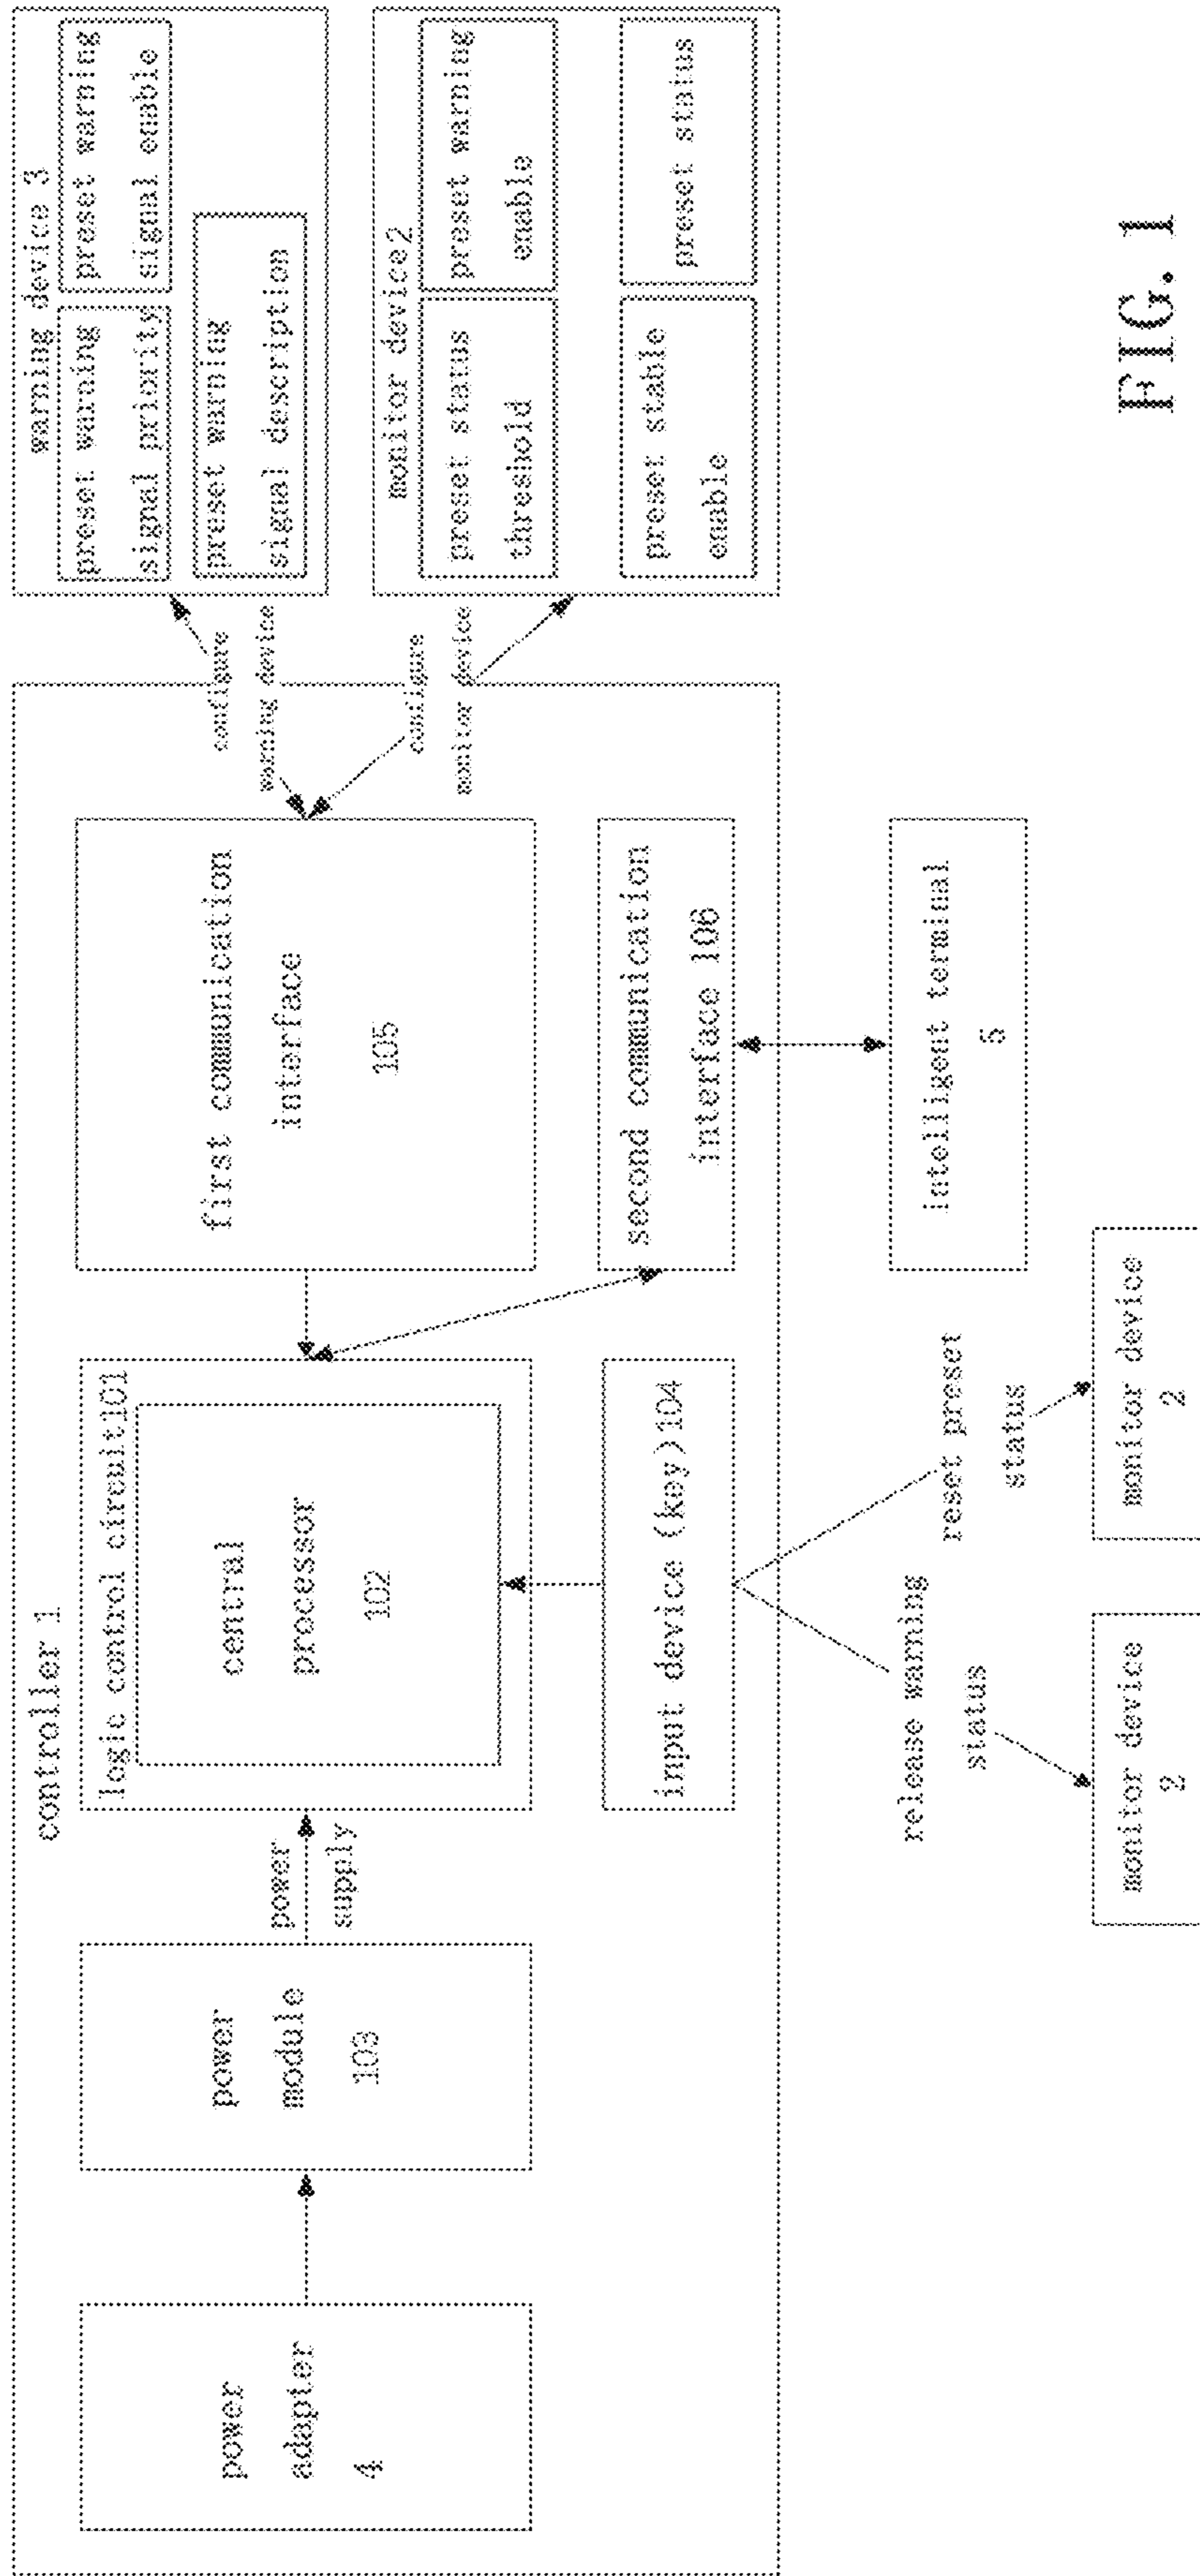 controller 1
power
adapter
4
power
module
103
power
supply
logic control circuit101
central
processor
102
input device (key)104
first communication
interface
105
second communication
interface 106
configure
warning device
configure
monitor device
warning device 3
preset warning
signal priority
preset warning
signal enable
preset warning
signal description
monitor device2
preset status
threshold
preset warning
enable
preset stable
enable
preset status
release warning
status
reset preset
status
monitor device
2
monitor device
2
intelligent terminal
5
FIG. 1